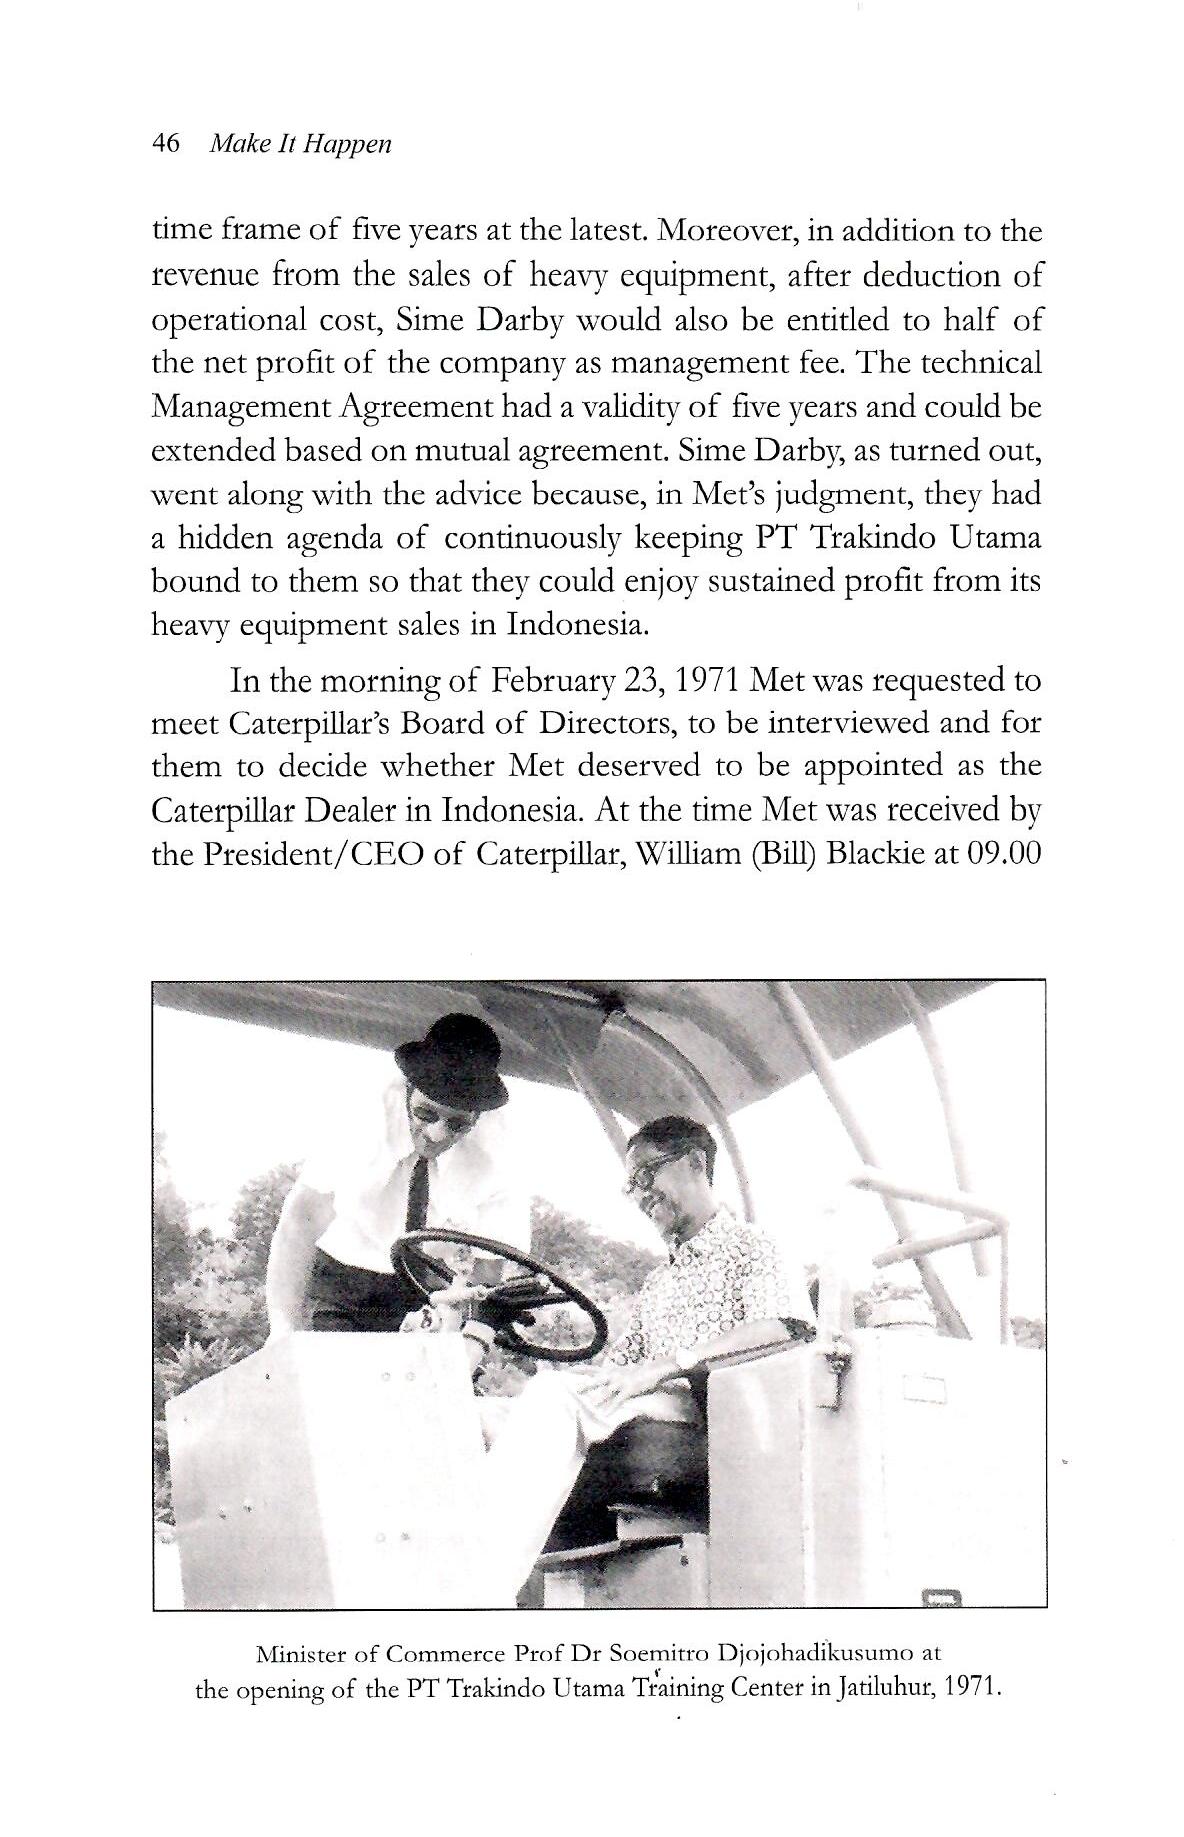 46 Make It Happen
time frame of five years at the latest. Moreover, in addition to the
revenue from the sales of heavy equipment, after deduction of
operational cost, Sime Darby would also be entitled to half of
the net profit of the company as management fee. The technical
Management Agreement had a validity of five years and could be
extended based on mutual agreement. Sime Darby, as turned out,
went along with the advice because, in Met's judgment, they had
a hidden agenda of continuously keeping PT Trakindo Utama
bound to them so that they could enjoy sustained profit from its
heavy equipment sales in Indonesia.
In the morning of February 23, 1971 Met was requested to
meet Caterpillar's Board of Directors, to be interviewed and for
them to decide whether Met deserved to be appointed as the
Caterpillar Dealer in Indonesia. At the time Met was received by
the President/CEO of Caterpillar, William (Bill) Blackie at 09.00
Minister of Commerce Prof Dr Soemitro Djojohadikusumo at
the opening of the PT Trakindo Utama Training Center in Jatiluhur, 1971.